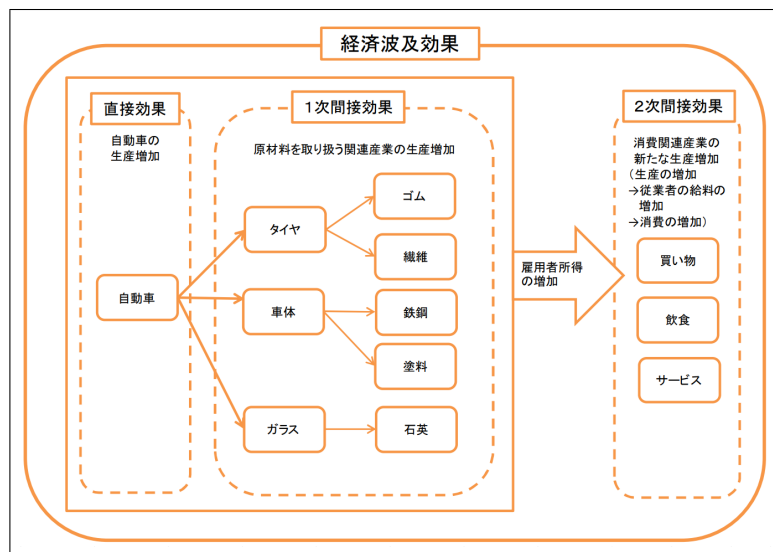 経済波及効果
直接効果
自動車の
生産増加
自動車
1次間接効果
原材料を取り扱う関連産業の生産増加
タイヤ
ゴム
繊維
車体
鉄鋼
塗料
ガラス
石英
雇用者所得
の増加
2次間接効果
消費関連産業の
新たな生産増加
(生産の増加
→従業者の給料の
増加
→消費の増加)
買い物
飲食
サービス